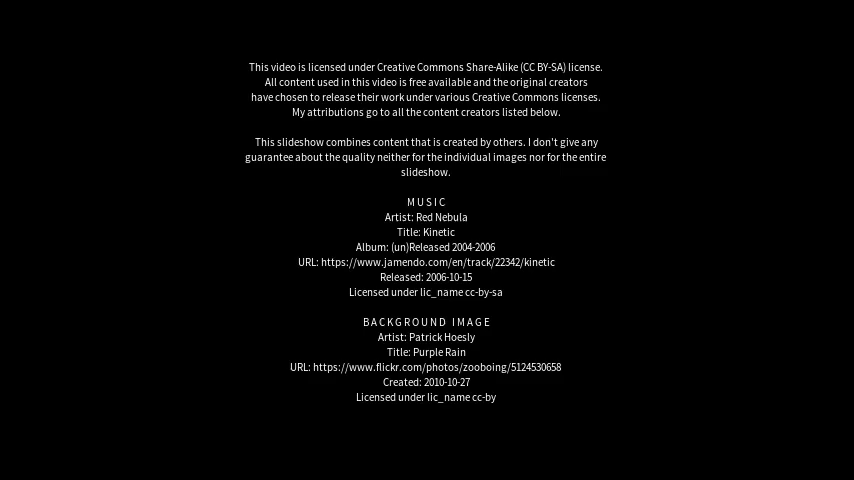 This video is licensed under Creative Commons Share-Alike (CC BY-SA) license.
All content used in this video is free available and the original creators
have chosen to release their work under various Creative Commons licenses.
My attributions go to all the content creators listed below.
This slideshow combines content that is created by others. I don't give any
guarantee about the quality neither for the individual images nor for the entire
slideshow.
MUSIC
Artist: Red Nebula
Title: Kinetic
Album: (un)Released 2004-2006
URL: https://www.jamendo.com/en/track/22342/kinetic
Released: 2006-10-15
Licensed under lic_name cc-by-sa
BACKGROUND IMAGE
Artist: Patrick Hoesly
Title: Purple Rain
URL: https://www.flickr.com/photos/zooboing/5124530658
Created: 2010-10-27
Licensed under lic_name cc-by